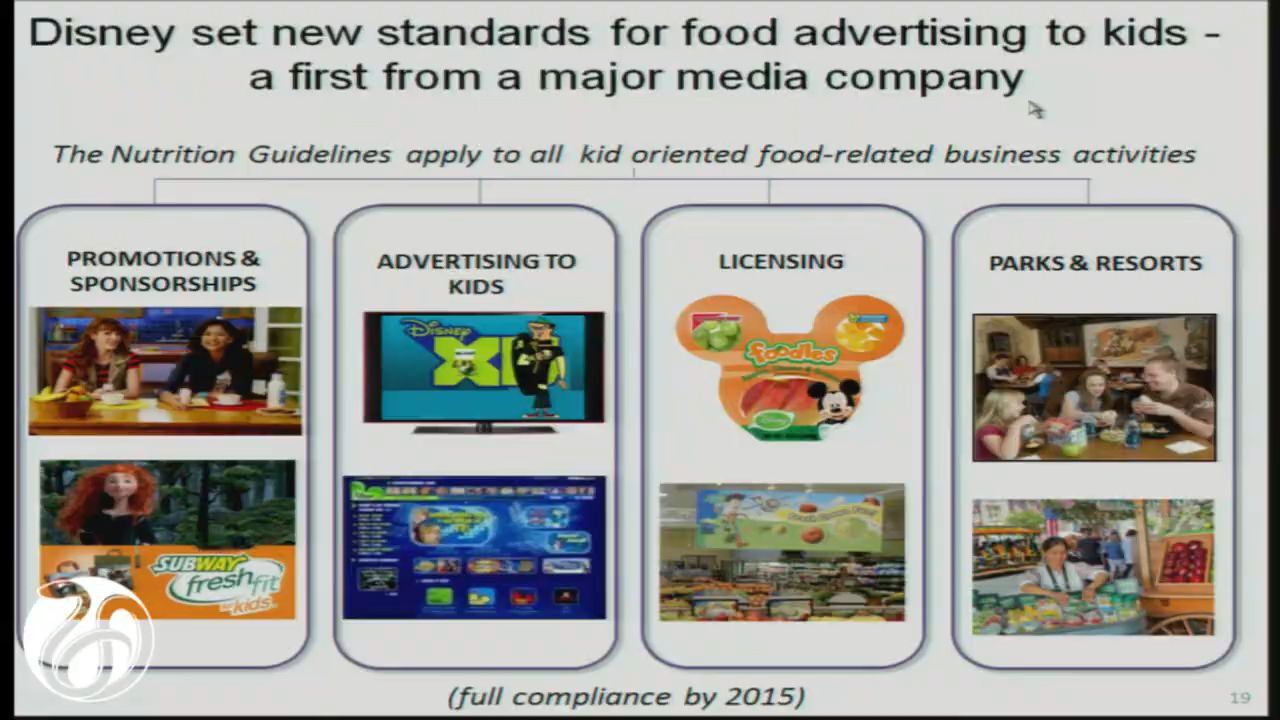 Disney set new standards for food advertising to kids -
a first from a major media company
The Nutrition Guidelines apply to all kid oriented food-related business activities
PROMOTIONS &
SPONSORSHIPS
ADVERTISING TO
KIDS
LICENSING
PARKS & RESORTS
DISNEY
XD
foodles
SUBWAY
fresh fit
for kids
(full compliance by 2015)
19